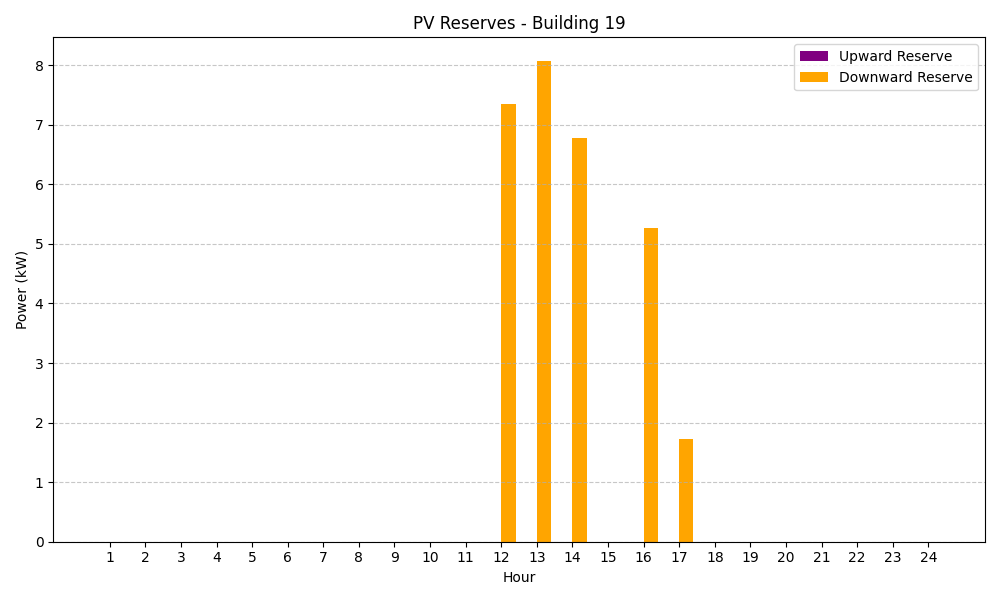 PV Reserves - Building 19
Upward Reserve
Downward Reserve
Power (kW)
8
7
6
5
4
3
2
1
0
1 2 3 4 5 6 7 8 9 10 11 12 13 14 15 16 17 18 19 20 21 22 23 24
Hour